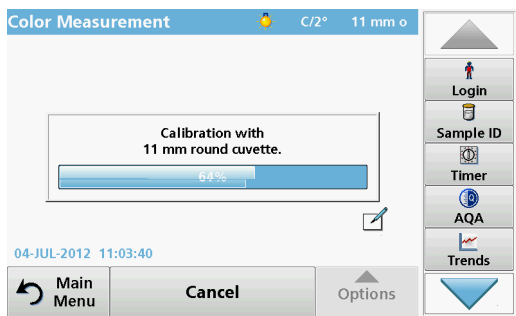 Color Measurement C/2° 11 mm o
Calibration with
11 mm round cuvette.
64%
04-JUL-2012 11:03:40
Main
Menu
Cancel
Options
Login
Sample ID
Timer
AQA
Trends